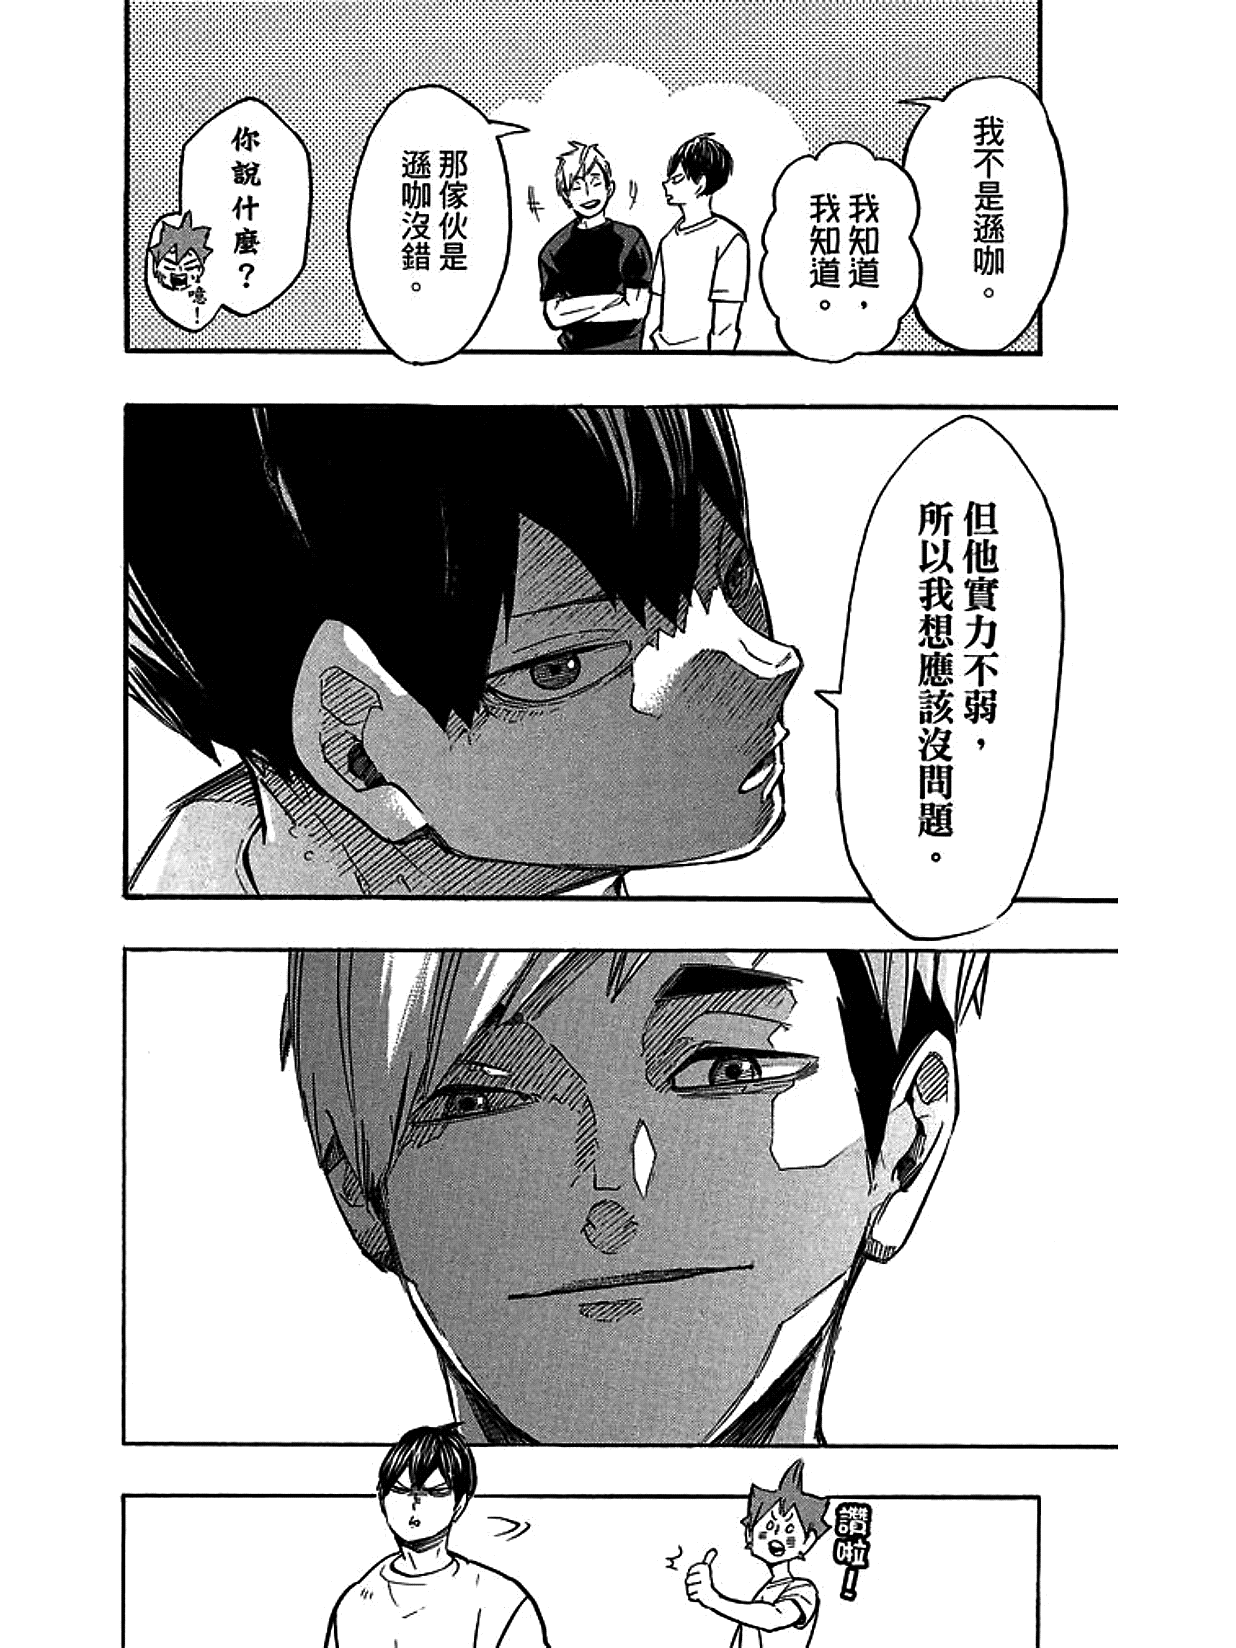 我不是遜咖。
我知道，
我知道。
那傢伙是
遜咖沒錯。
你說什麼？
噫！
但他實力不弱，
所以我想應該沒問題。
讚啦！